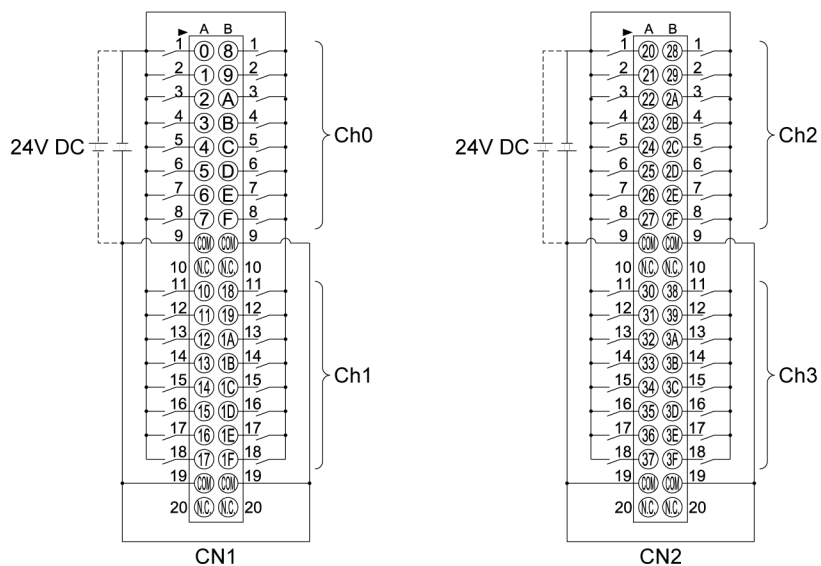 A B
1 0 8 1
2 1 9 2
3 2 A 3
4 3 B 4
5 4 C 5
6 5 D 6
7 6 E 7
8 7 F 8
9 COM COM 9
10 N.C. N.C. 10
11 10 18 11
12 11 19 12
13 12 1A 13
14 13 1B 14
15 14 1C 15
16 15 1D 16
17 16 1E 17
18 17 1F 18
19 COM COM 19
20 N.C. N.C. 20
24V DC
Ch0
Ch1
CN1
A B
1 20 28 1
2 21 29 2
3 22 2A 3
4 23 2B 4
5 24 2C 5
6 25 2D 6
7 26 2E 7
8 27 2F 8
9 COM COM 9
10 N.C. N.C. 10
11 30 38 11
12 31 39 12
13 32 3A 13
14 33 3B 14
15 34 3C 15
16 35 3D 16
17 36 3E 17
18 37 3F 18
19 COM COM 19
20 N.C. N.C. 20
24V DC
Ch2
Ch3
CN2